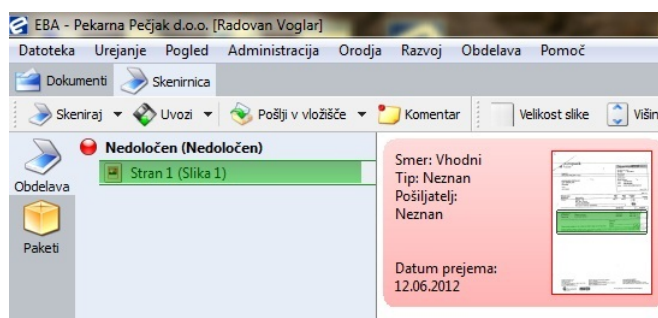 EBA - Pekarna Pečjak d.o.o. [Radovan Voglar]
Datoteka Urejanje Pogled Administracija Orodja Razvoj Obdelava Pomoč
Dokumenti Skenirnica
Skeniraj Uvozi Pošlji v vložišče Komentar Velikost slike Višin
Obdelava
Paketi
Nedoločen (Nedoločen)
Stran 1 (Slika 1)
Smer: Vhodni
Tip: Neznan
Pošiljatelj:
Neznan
Datum prejema:
12.06.2012